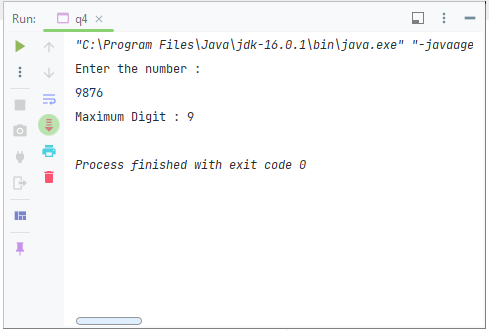 Run: q4
"C:\Program Files\Java\jdk-16.0.1\bin\java.exe" "-javaage
Enter the number :
9876
Maximum Digit : 9
Process finished with exit code 0